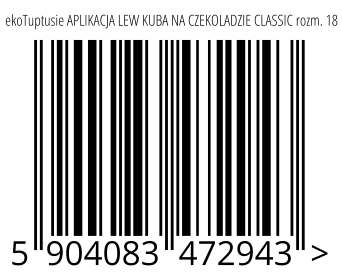 ekoTuptusie APLIKACJA LEW KUBA NA CZEKOLADZIE CLASSIC rozm. 18
5 904083 472943 >